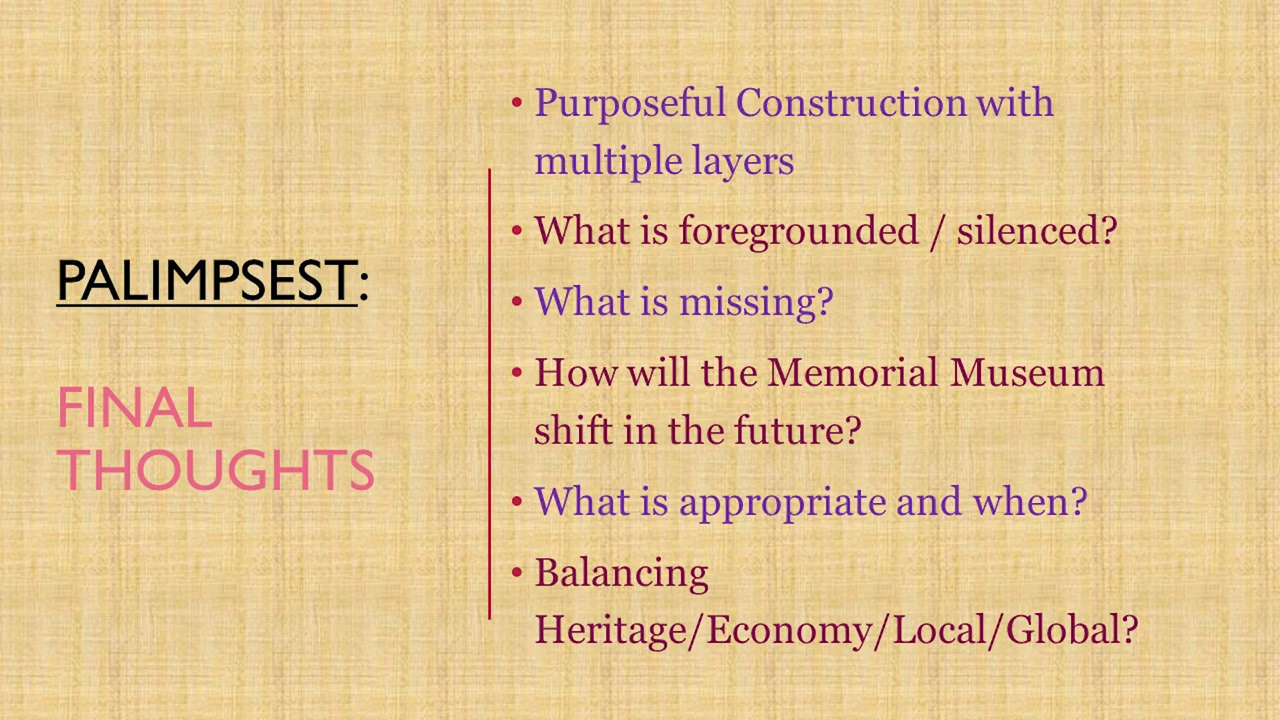 PALIMPSEST:
FINAL
THOUGHTS
• Purposeful Construction with
multiple layers
• What is foregrounded / silenced?
• What is missing?
• How will the Memorial Museum
shift in the future?
• What is appropriate and when?
• Balancing
Heritage/Economy/Local/Global?